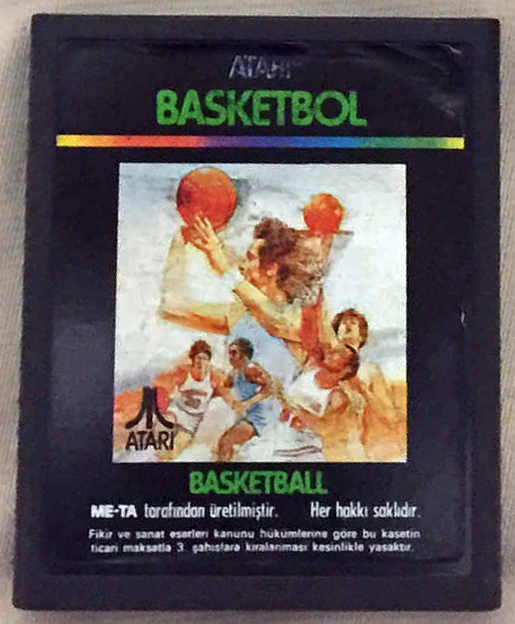 ATARI
BASKETBOL
ATARI
BASKETBALL
ME-TA tarafından üretilmiştir. Her hakkı saklıdır.
Fikir ve sanat eserleri kanunu hükümlerine göre bu kasetin
ticari maksatla 3. şahıslara kiralanması kesinlikle yasaktır.